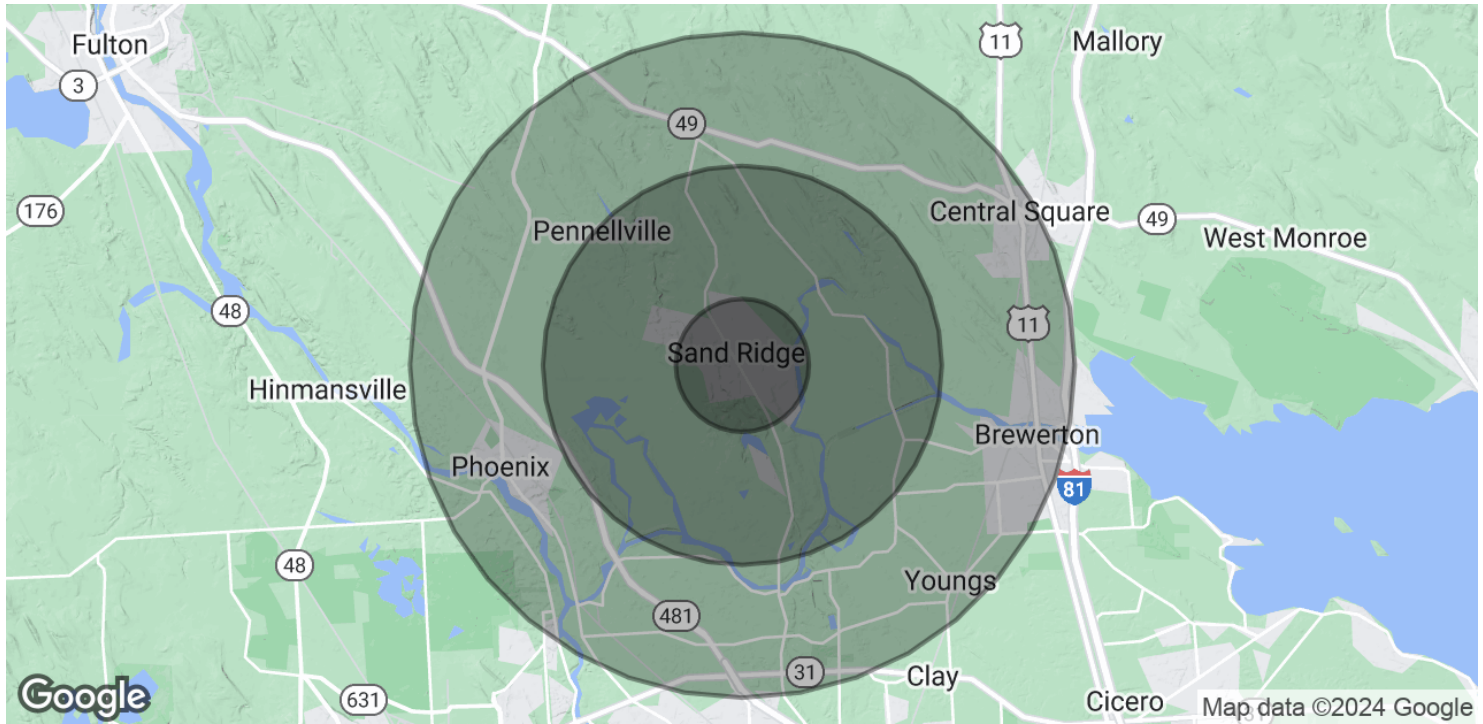 Fulton
11
Mallory
3
49
176
Central Square
49
Pennellville
West Monroe
48
11
Sand Ridge
Hinmansville
Brewerton
Phoenix
81
48
Youngs
481
31
Clay
Google
631
Cicero
Map data ©2024 Google